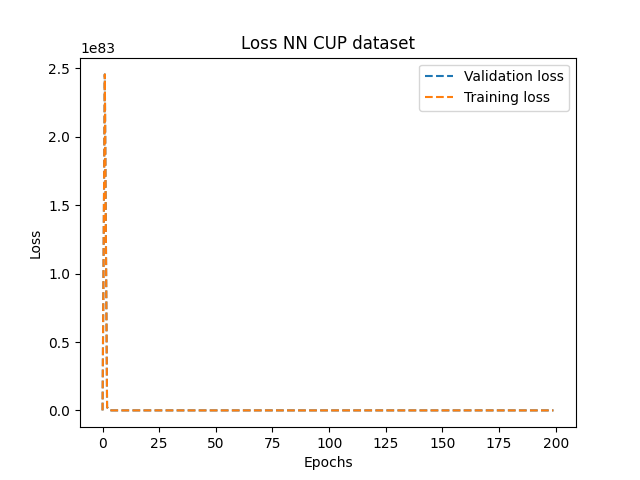 Loss NN CUP dataset
1e83
2.5
2.0
1.5
1.0
0.5
0.0
Loss
Validation loss
Training loss
0 25 50 75 100 125 150 175 200
Epochs